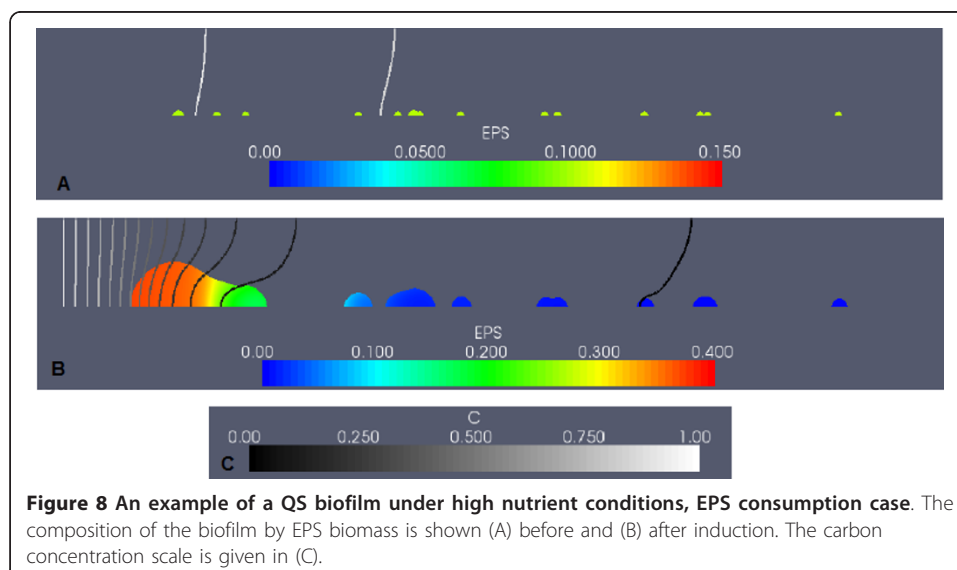 EPS
0.00 0.0500 0.1000 0.150
A
EPS
0.00 0.100 0.200 0.300 0.400
B
C
0.00 0.250 0.500 0.750 1.00
C
Figure 8 An example of a QS biofilm under high nutrient conditions, EPS consumption case. The
composition of the biofilm by EPS biomass is shown (A) before and (B) after induction. The carbon
concentration scale is given in (C).